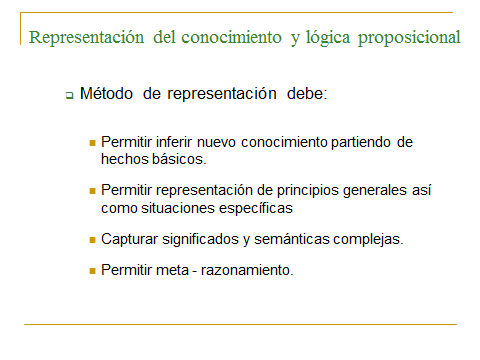 Representación del conocimiento y lógica proposicional
Método de representación debe:
Permitir inferir nuevo conocimiento partiendo de
hechos básicos.
Permitir representación de principios generales así
como situaciones específicas
Capturar significados y semánticas complejas.
Permitir meta - razonamiento.